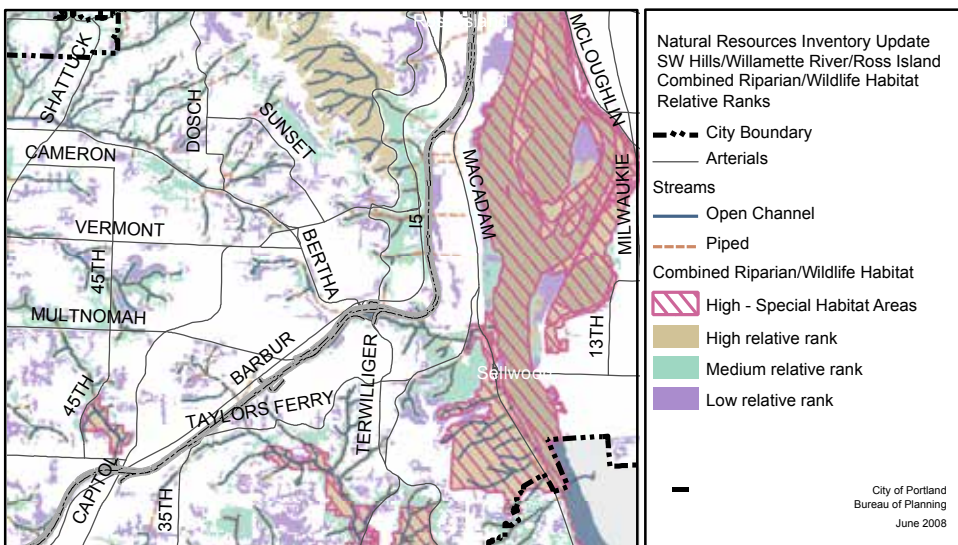 SHATTUCK
DOSCH
SUNSET
CAMERON
VERMONT
45TH
BERTHA
MULTNOMAH
BARBUR
45TH
TAYLORS FERRY
TERWILLIGER
CAPITOL
35TH
I5
MACADAM
MCLOUGHLIN
MILWAUKIE
13TH
Sellwood
Natural Resources Inventory Update
SW Hills/Willamette River/Ross Island
Combined Riparian/Wildlife Habitat
Relative Ranks
City Boundary
Arterials
Streams
Open Channel
Piped
Combined Riparian/Wildlife Habitat
High - Special Habitat Areas
High relative rank
Medium relative rank
Low relative rank
City of Portland
Bureau of Planning
June 2008